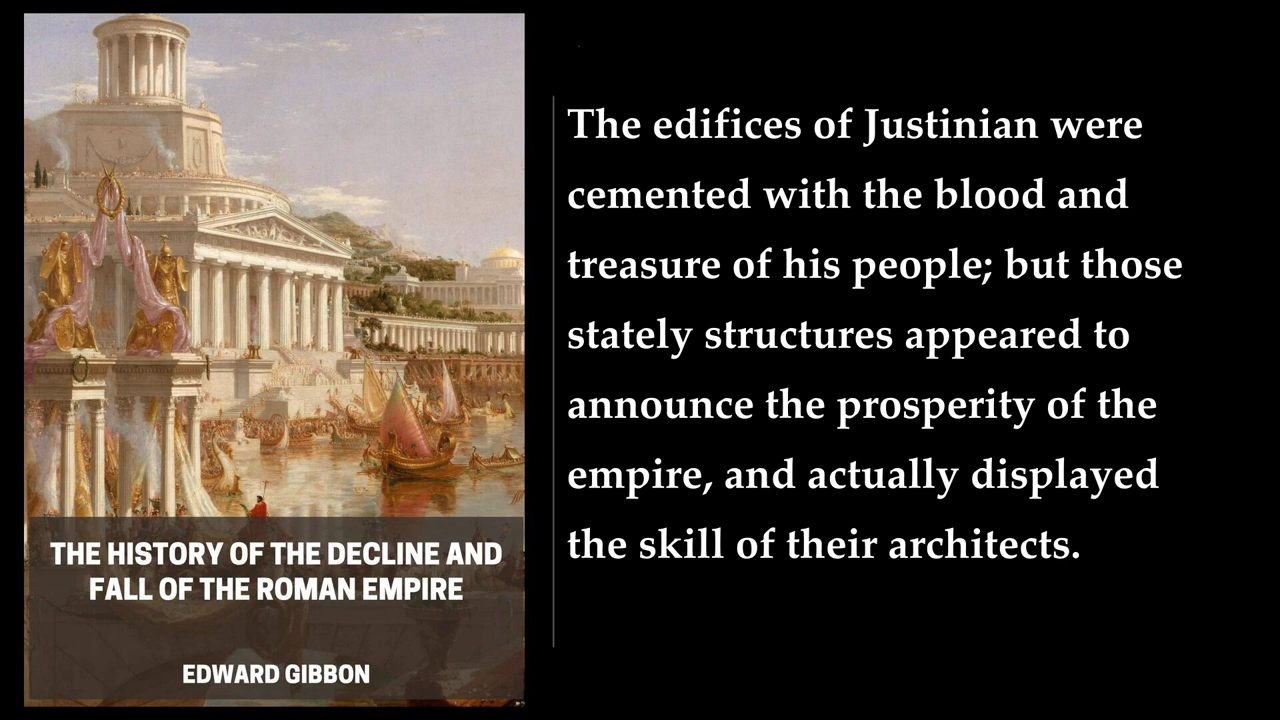 THE HISTORY OF THE DECLINE AND
FALL OF THE ROMAN EMPIRE
EDWARD GIBBON
The edifices of Justinian were
cemented with the blood and
treasure of his people; but those
stately structures appeared to
announce the prosperity of the
empire, and actually displayed
the skill of their architects.